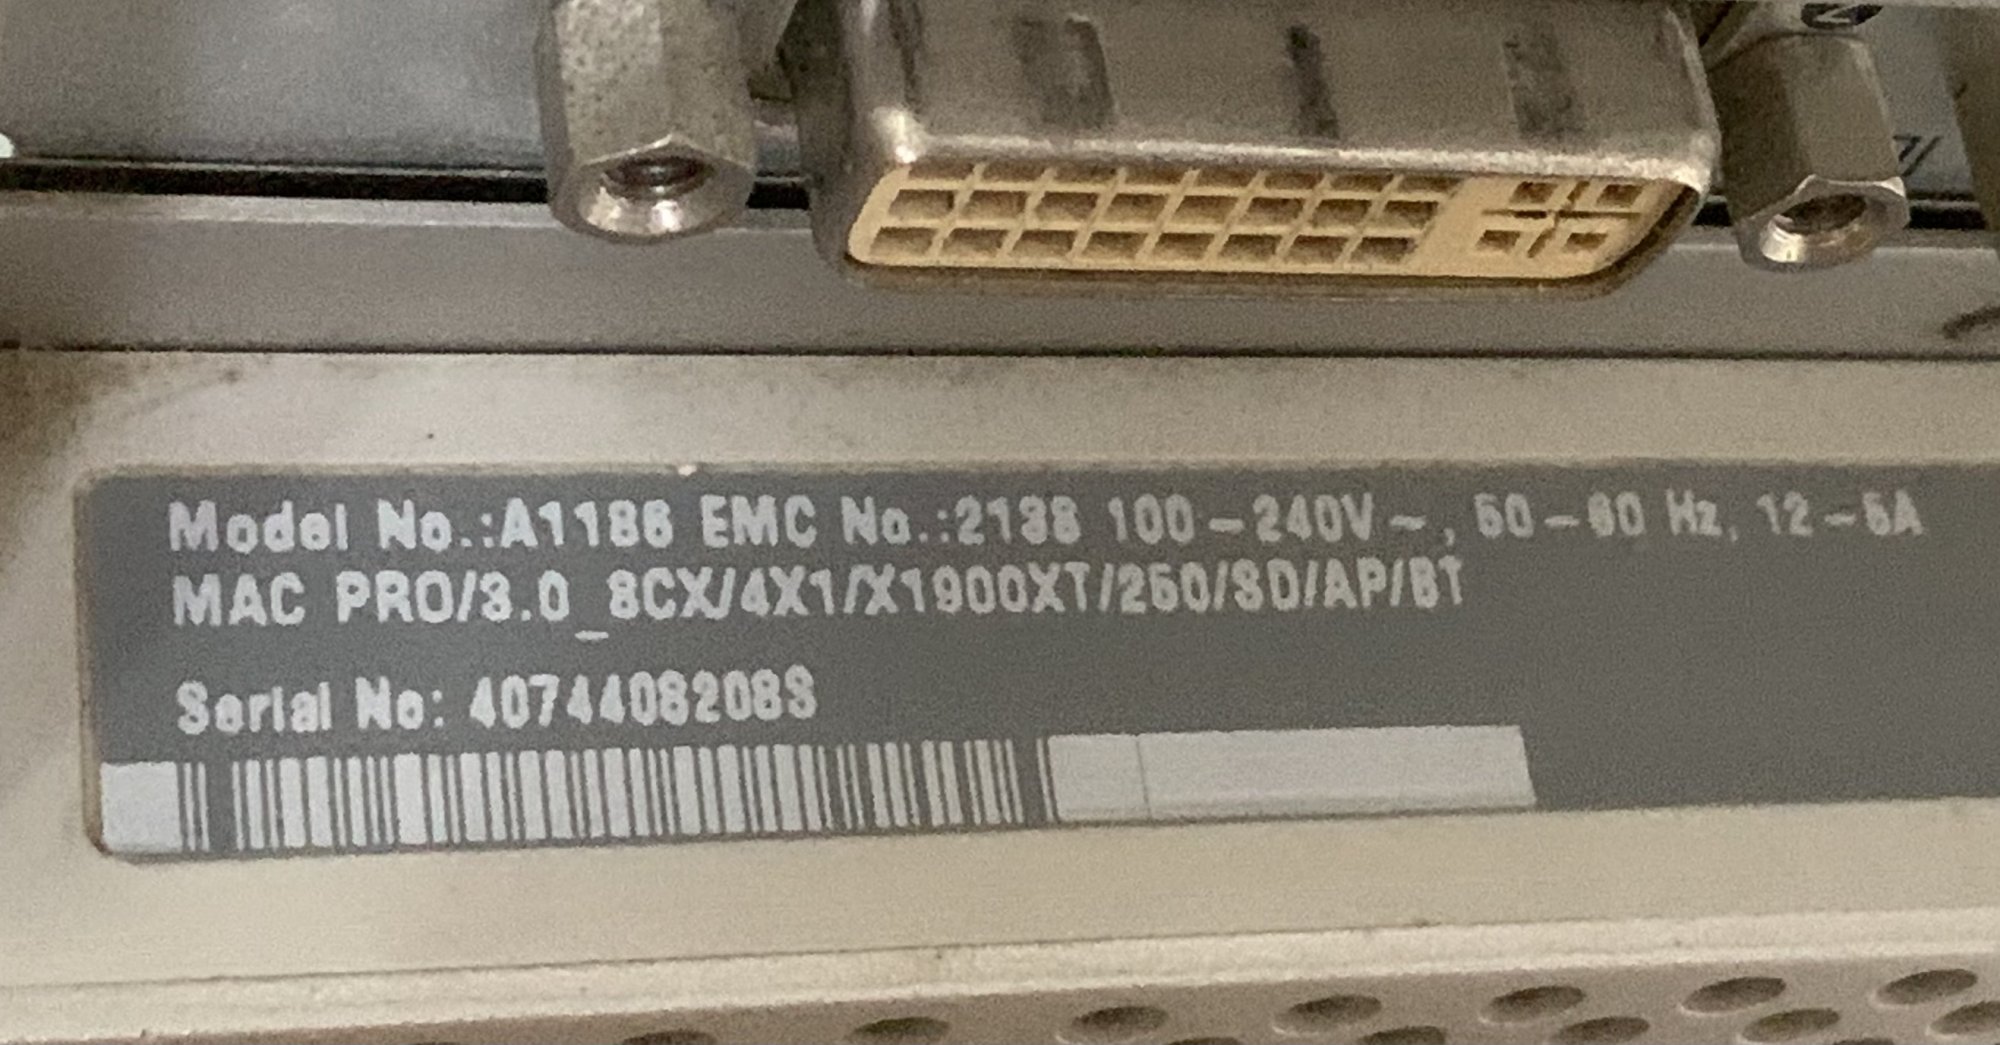 Model No.:A1186 EMC No.:2138 100-240V~, 50-60 Hz, 12-6A
MAC PRO/3.0_8CX/4X1/X1900XT/250/SD/AP/BT
Serial No: 4074408208S